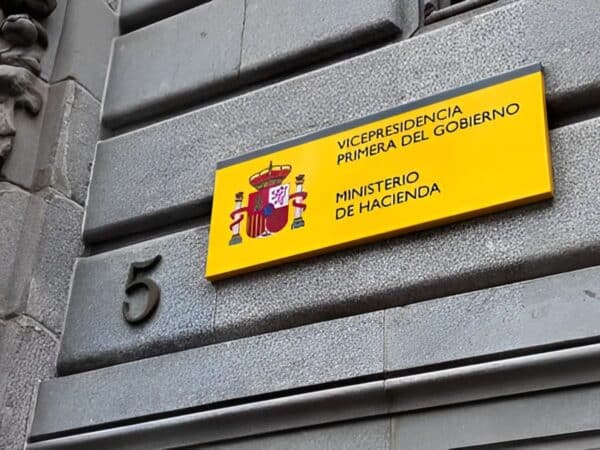 VICEPRESIDENCIA
PRIMERA DEL GOBIERNO
MINISTERIO
DE HACIENDA
5